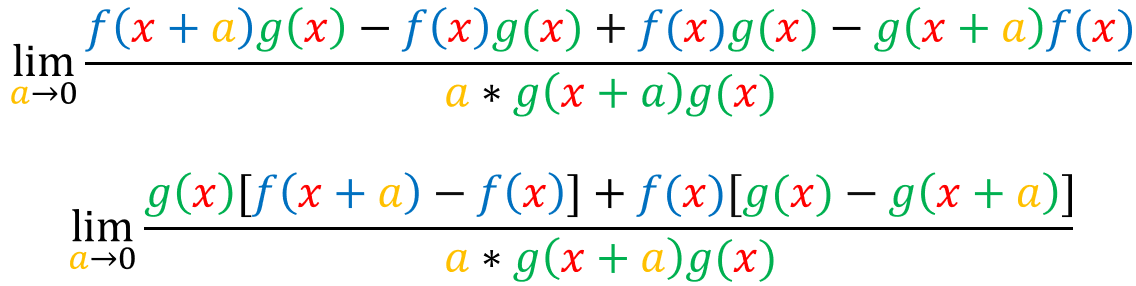 lim a→0 f(x + a)g(x) − f(x)g(x) + f(x)g(x) − g(x + a)f(x)
a * g(x + a)g(x)
lim a→0 g(x)[f(x + a) − f(x)] + f(x)[g(x) − g(x + a)]
a * g(x + a)g(x)